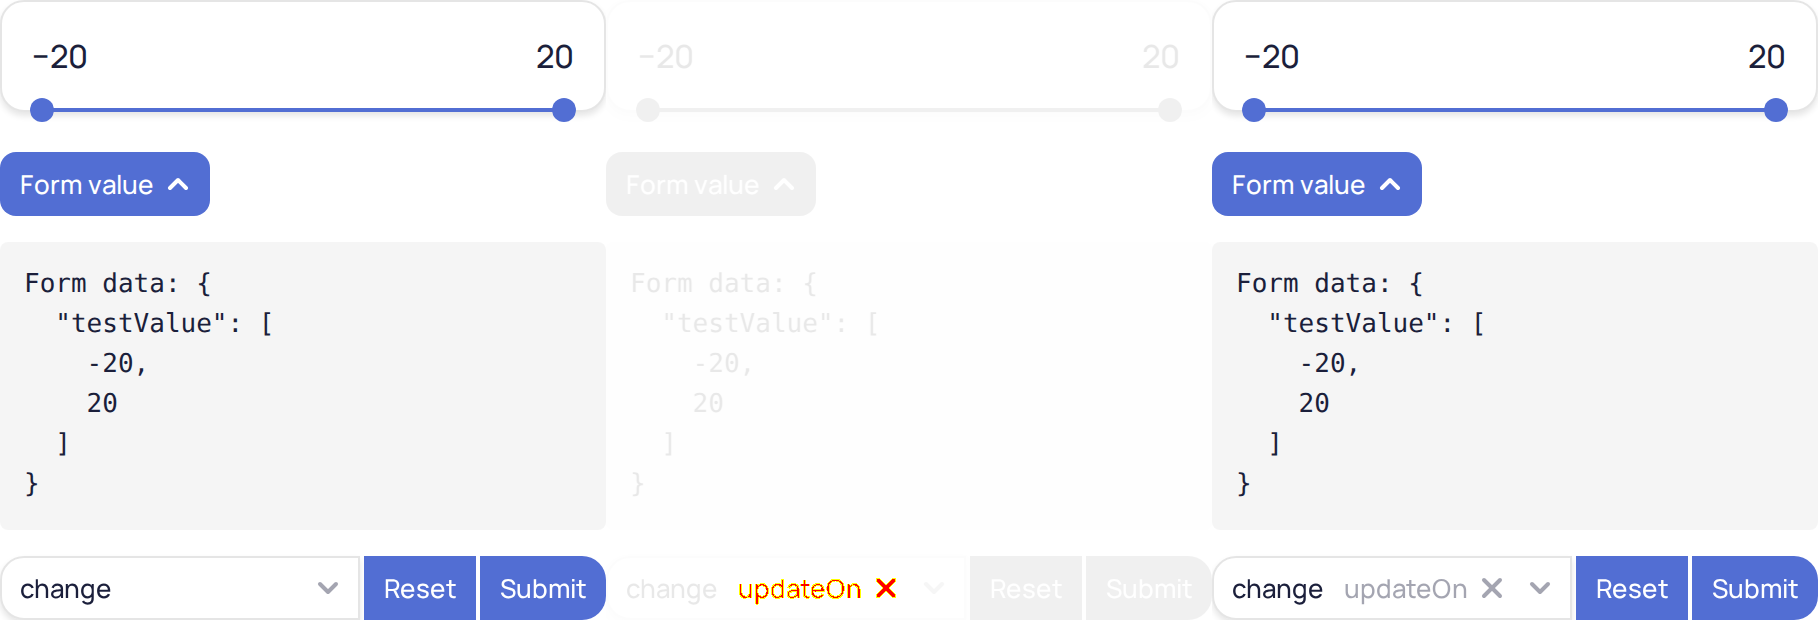 −20 20
Form value
Form data: {
"testValue": [
-20,
20
]
}
change Reset Submit
−20 20
Form value
Form data: {
"testValue": [
-20,
20
]
}
change updateOn Reset Submit
−20 20
Form value
Form data: {
"testValue": [
-20,
20
]
}
change updateOn Reset Submit